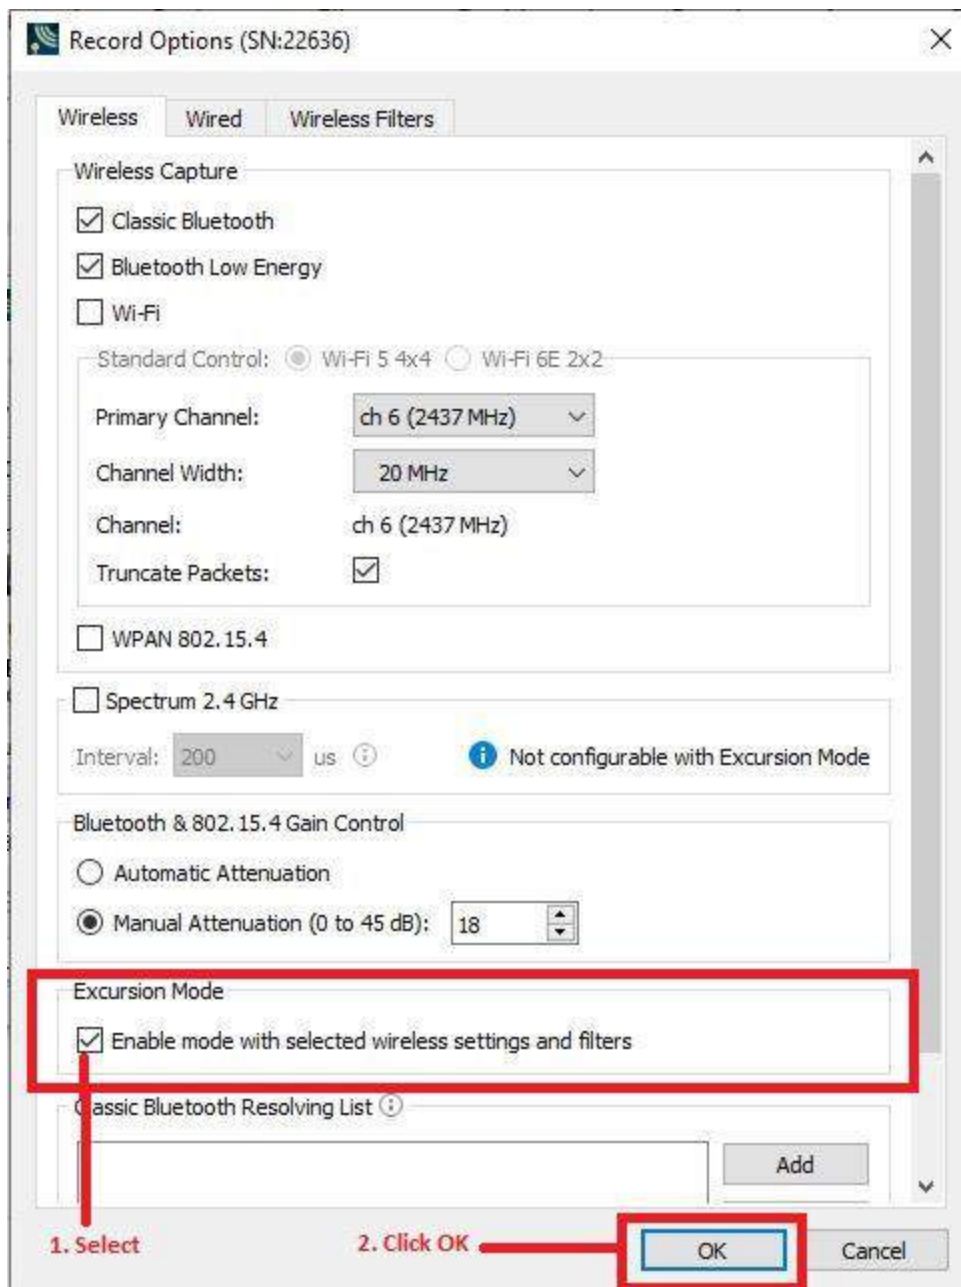 Record Options (SN:22636)
Wireless Wired Wireless Filters
Wireless Capture
Classic Bluetooth
Bluetooth Low Energy
Wi-Fi
Standard Control: Wi-Fi 5 4x4 Wi-Fi 6E 2x2
Primary Channel: ch 6 (2437 MHz)
Channel Width: 20 MHz
Channel: ch 6 (2437 MHz)
Truncate Packets:
WPAN 802.15.4
Spectrum 2.4 GHz
Interval: 200 us Not configurable with Excursion Mode
Bluetooth & 802.15.4 Gain Control
Automatic Attenuation
Manual Attenuation (0 to 45 dB): 18
Excursion Mode
Enable mode with selected wireless settings and filters
Classic Bluetooth Resolving List
Add
1. Select 2. Click OK OK Cancel